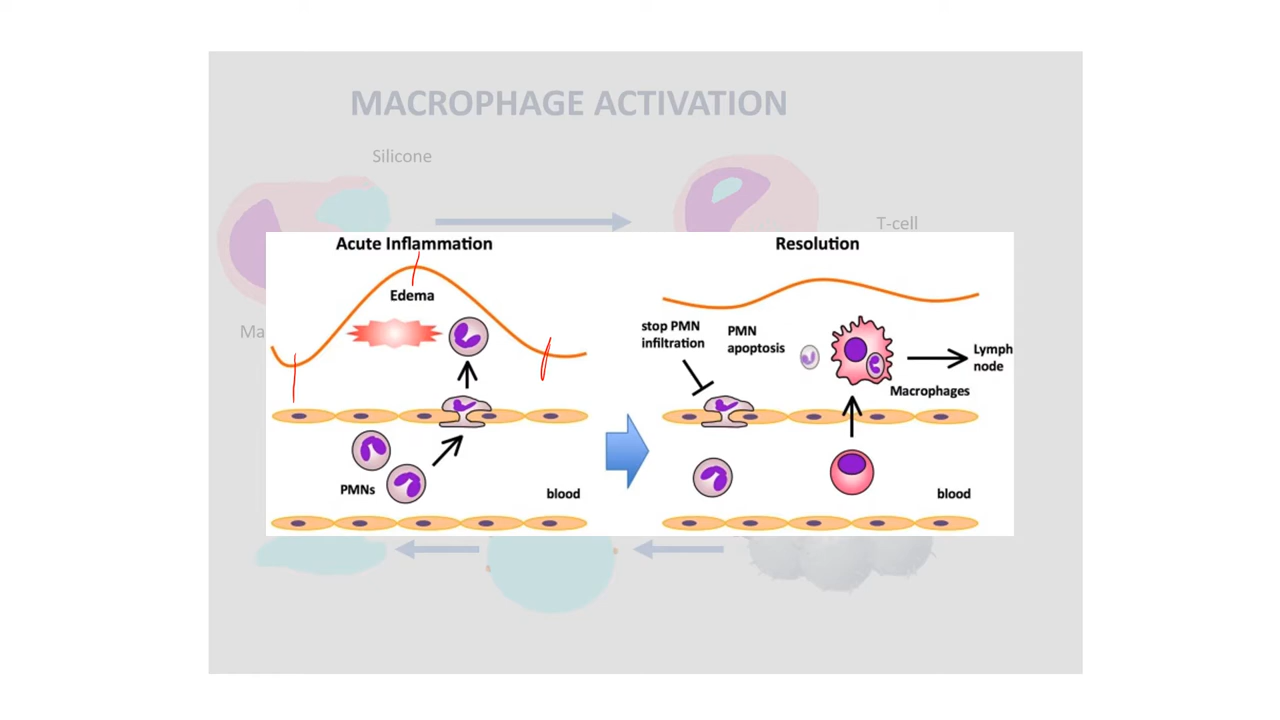 MACROPHAGE ACTIVATION
Silicone
T-cell
Ma
Acute Inflammation
Edema
PMNs
blood
Resolution
stop PMN
infiltration
PMN
apoptosis
Lymph
node
Macrophages
blood